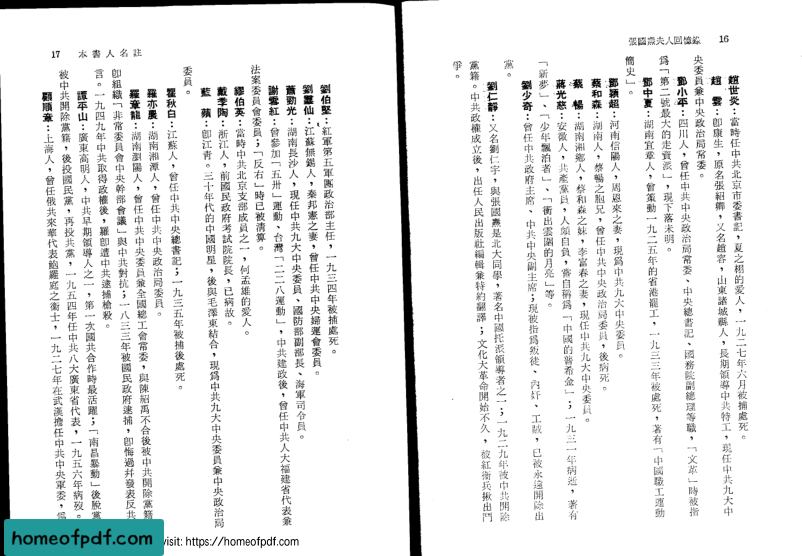 張國燾夫人回憶錄
16
趙世炎：當時任中共北京市委書記，夏之栩的愛人，一九二七年六月被捕處死。
趙　雲：卽康生，原名張紹卿，又名趙容，山東諸城縣人，長期領導中共特工，現任中共九大中
央委員兼中央政治局常委。
鄧小平：四川人，曾任中共中央政治局常委、中央總書記、國務院副總理等職，「文革」時被指
爲「第二號最大的走資派」，現下落未明。
鄧中夏：湖南宜章人，曾策動一九二五年的省港罷工，一九三三年被處死，著有「中國職工運動
簡史」。
鄧穎超：河南信陽人，周恩來之妻，現爲中共九大中央委員。
蔡和森：湖南人，蔡暢之胞兄，曾任中共中央政治局委員，後病死。
蔡　暢：湖南湘鄉人，蔡和森之妹，李富春之妻，現任中共九大中央委員。
蔣光慈：安徽人，共產黨員，人頗自負，嘗自稱爲「中國的普希金」；一九三一年病逝，著有
「新夢」、「少年飄泊者」、「衝出雲圍的月亮」等。
劉少奇：曾任中共政府主席、中共中央副主席；現被指爲叛徒、內奸、工賊，已被永遠開除出
黨。
劉仁靜：又名劉仁宇，與張國燾是北大同學，著名中國托派領導者之一；一九二九年被中共開除
黨籍。中共政權成立後，出任人民出版社編輯兼特約翻譯；文化大革命開始不久，被紅衞兵揪出鬥
爭。
17
本書人名註
劉伯堅：紅軍第五軍團政治部主任，一九三四年被捕處死。
劉羣仙：江蘇無錫人，秦邦憲之妻，曾任中共中央婦運會委員。
蕭勁光：湖南長沙人，現任中共九大中央委員、國防部副部長、海軍司令員。
謝雪紅：曾參加「五卅」運動、台灣「二二八運動」，中共建政後，曾任中共人大福建省代表兼
法案委員會委員；「反右」時已被清算。
繆伯英：當時中共北京支部成員之一，何孟雄的愛人。
戴季陶：浙江人，前國民政府考試院院長，已病故。
藍　蘋：卽江青。三十年代的中國明星，後與毛澤東結合，現爲中共九大中央委員兼中央政治局
委員。
瞿秋白：江蘇人，曾任中共中央總書記；一九三五年被捕後處死。
羅亦農：湖南湘潭人，曾任中共中央政治局委員。
羅章龍：湖南瀏陽人，曾任中共中央委員兼全國總工會常委，與陳紹禹不合後被中共開除黨籍
卽組織「非常委員會中央幹部會議」與中共對抗；一八三三年被國民政府逮捕，卽悔過幷發表反共
言。一九四九年中共取得政權後，羅卽遭中共逮捕槍殺。
譚平山：廣東高明人，中共早期領導人之一，第一次國共合作時最活躍；「南昌暴動」後脫黨
被中共開除黨籍，後投國民黨，再投共黨，一九五四年任中共八大廣東省代表，一九五六年病歿。
顧順章：上海人，曾任俄共來華代表鮑羅庭之衞士，一九二七年在武漢擔任中共中央軍委，爲
homeofpdf.com
visit: https://homeofpdf.com
homeofpdf.com